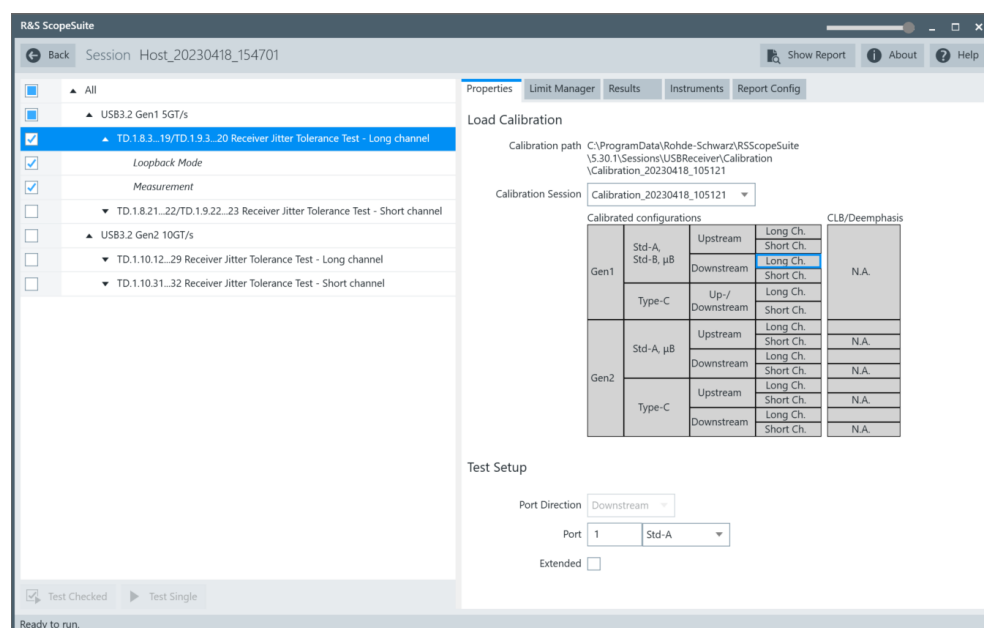 R&S ScopeSuite
Back Session Host_20230418_154701 Show Report About Help
All
USB3.2 Gen1 5GT/s
TD.1.8.3...19/TD.1.9.3...20 Receiver Jitter Tolerance Test - Long channel
Loopback Mode
Measurement
TD.1.8.21...22/TD.1.9.22...23 Receiver Jitter Tolerance Test - Short channel
USB3.2 Gen2 10GT/s
TD.1.10.12...29 Receiver Jitter Tolerance Test - Long channel
TD.1.10.31...32 Receiver Jitter Tolerance Test - Short channel
Test Checked Test Single
Ready to run.
Properties Limit Manager Results Instruments Report Config
Load Calibration
Calibration path C:\ProgramData\Rohde-Schwarz\RSScopeSuite
\5.30.1\Sessions\USBReceiver\Calibration
\Calibration_20230418_105121
Calibration Session Calibration_20230418_105121
Calibrated configurations CLB/Deemphasis
Gen1
Std-A,
Std-B, µB
Upstream
Long Ch.
Short Ch.
Downstream
Long Ch.
Short Ch.
N.A.
Type-C
Up-/
Downstream
Long Ch.
Short Ch.
Gen2
Std-A, µB
Upstream
Long Ch.
Short Ch. N.A.
Downstream
Long Ch.
Short Ch. N.A.
Type-C
Upstream
Long Ch.
Short Ch. N.A.
Downstream
Long Ch.
Short Ch. N.A.
Test Setup
Port Direction Downstream
Port 1 Std-A
Extended